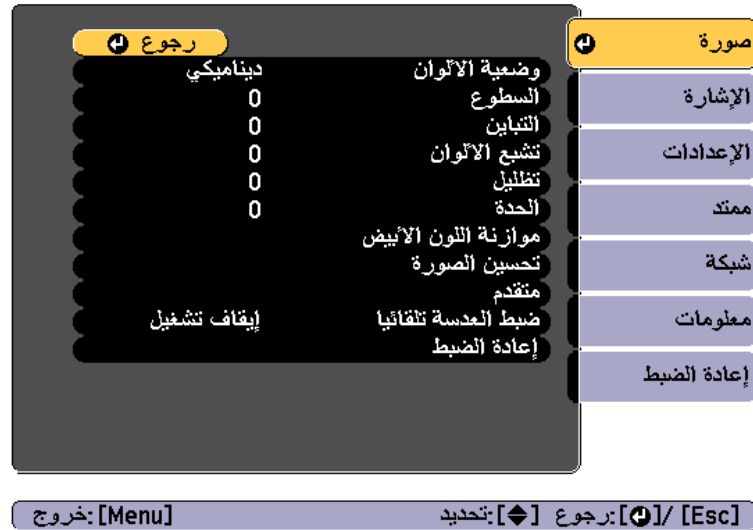 صورة
الإشارة
الإعدادات
ممتد
شبكة
معلومات
إعادة الضبط
رجوع
وضعية الألوان ديناميكي
السطوع 0
التباين 0
تشبع الألوان 0
تظليل 0
الحدة 0
موازنة اللون الأبيض
تحسين الصورة
متقدم
ضبط العدسة تلقائيا إيقاف تشغيل
إعادة الضبط
[Esc] /[]:رجوع []:تحديد [Menu]:خروج